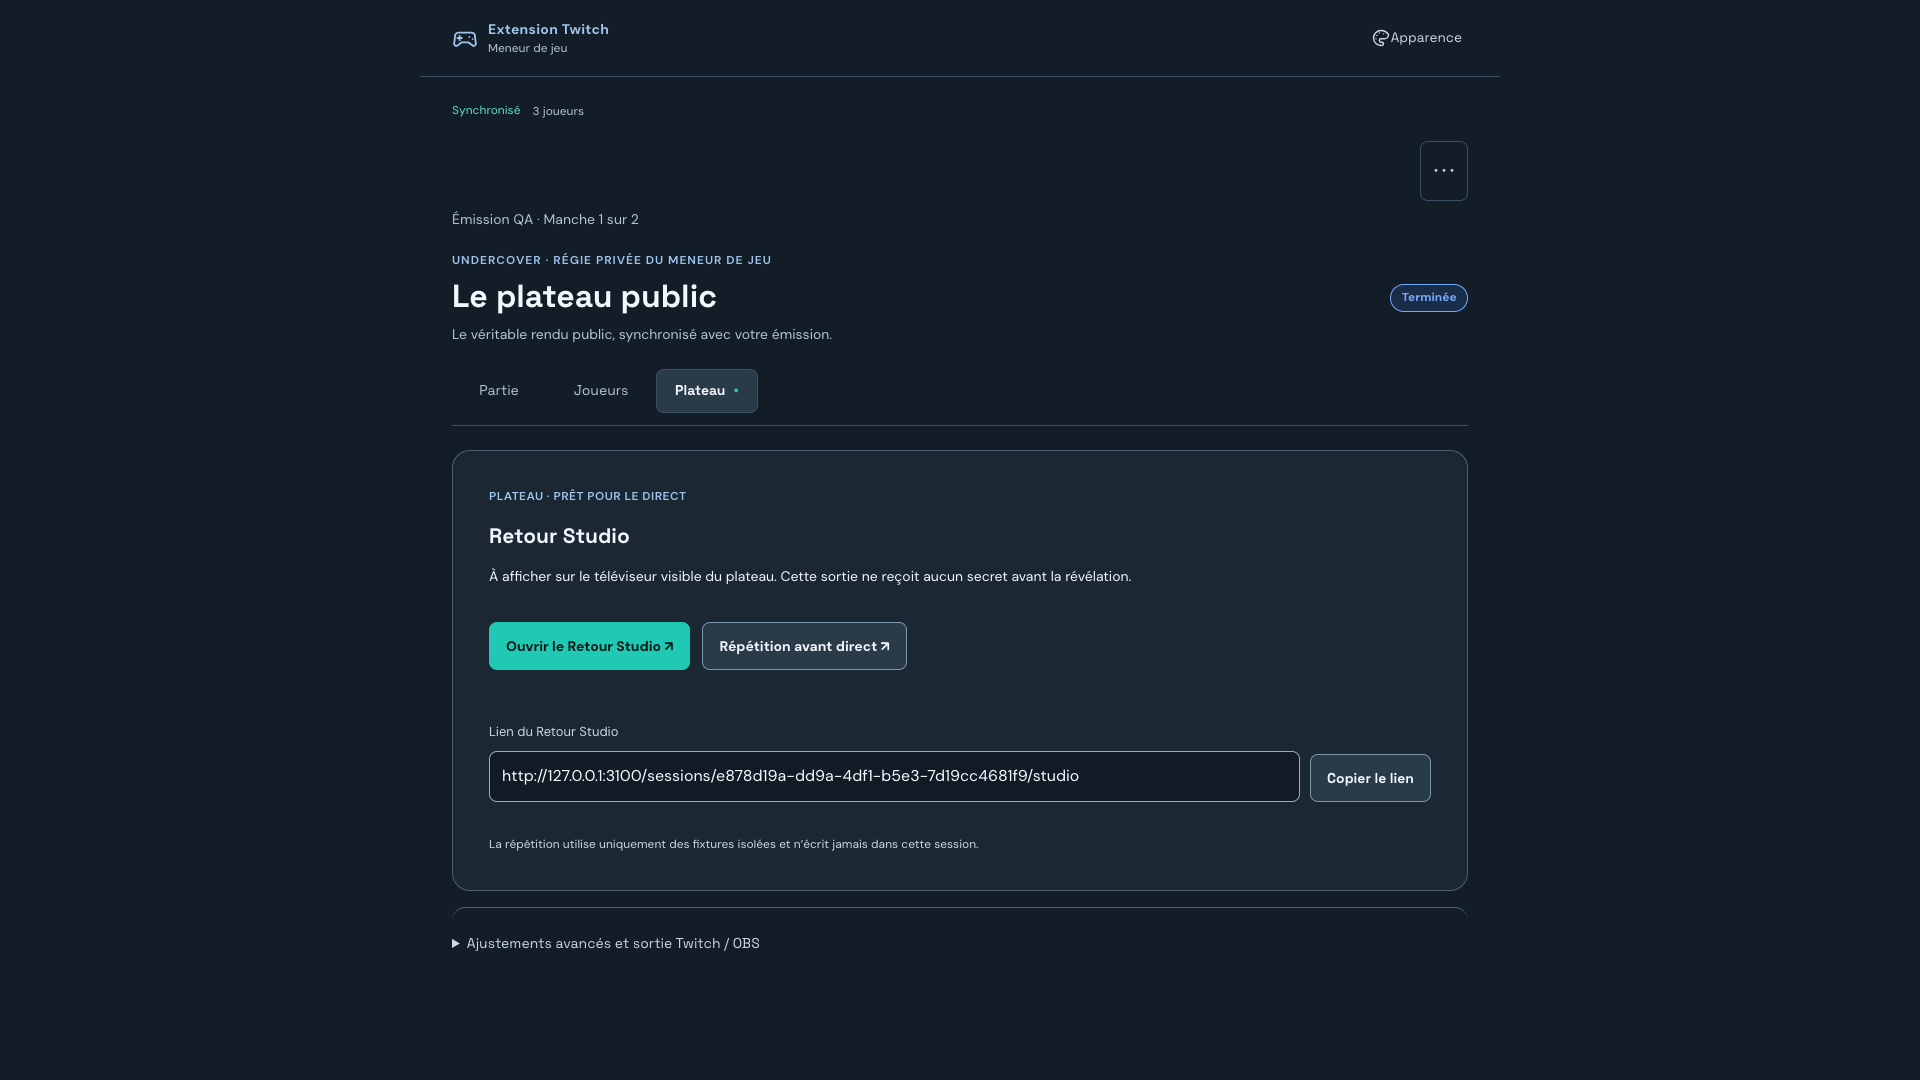 Extension Twitch
Meneur de jeu
Apparence
Synchronisé 3 joueurs
...
Émission QA · Manche 1 sur 2
UNDERCOVER · RÉGIE PRIVÉE DU MENEUR DE JEU
Le plateau public
Terminée
Le véritable rendu public, synchronisé avec votre émission.
Partie Joueurs Plateau
PLATEAU · PRÊT POUR LE DIRECT
Retour Studio
À afficher sur le téléviseur visible du plateau. Cette sortie ne reçoit aucun secret avant la révélation.
Ouvrir le Retour Studio ↗ Répétition avant direct ↗
Lien du Retour Studio
http://127.0.0.1:3100/sessions/e878d19a-dd9a-4df1-b5e3-7d19cc4681f9/studio
Copier le lien
La répétition utilise uniquement des fixtures isolées et n’écrit jamais dans cette session.
▶ Ajustements avancés et sortie Twitch / OBS